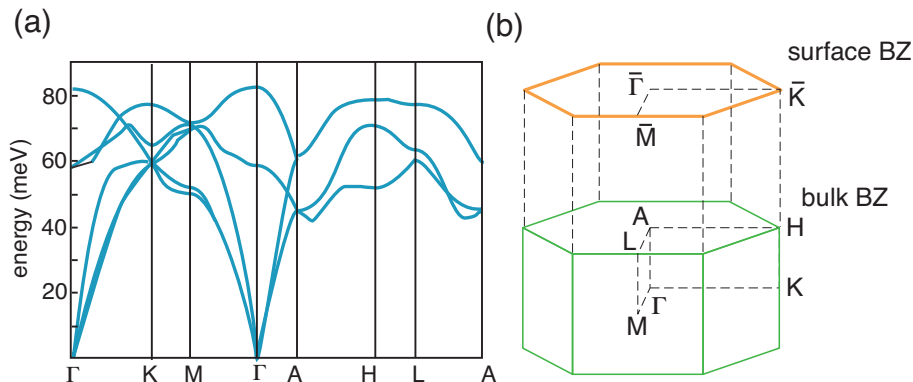 (a)
energy (meV)
80
60
40
20
Γ K M Γ A H L A
(b)
surface BZ
Γ̄
K̄
M̄
bulk BZ
A
H
L
K
Γ
M